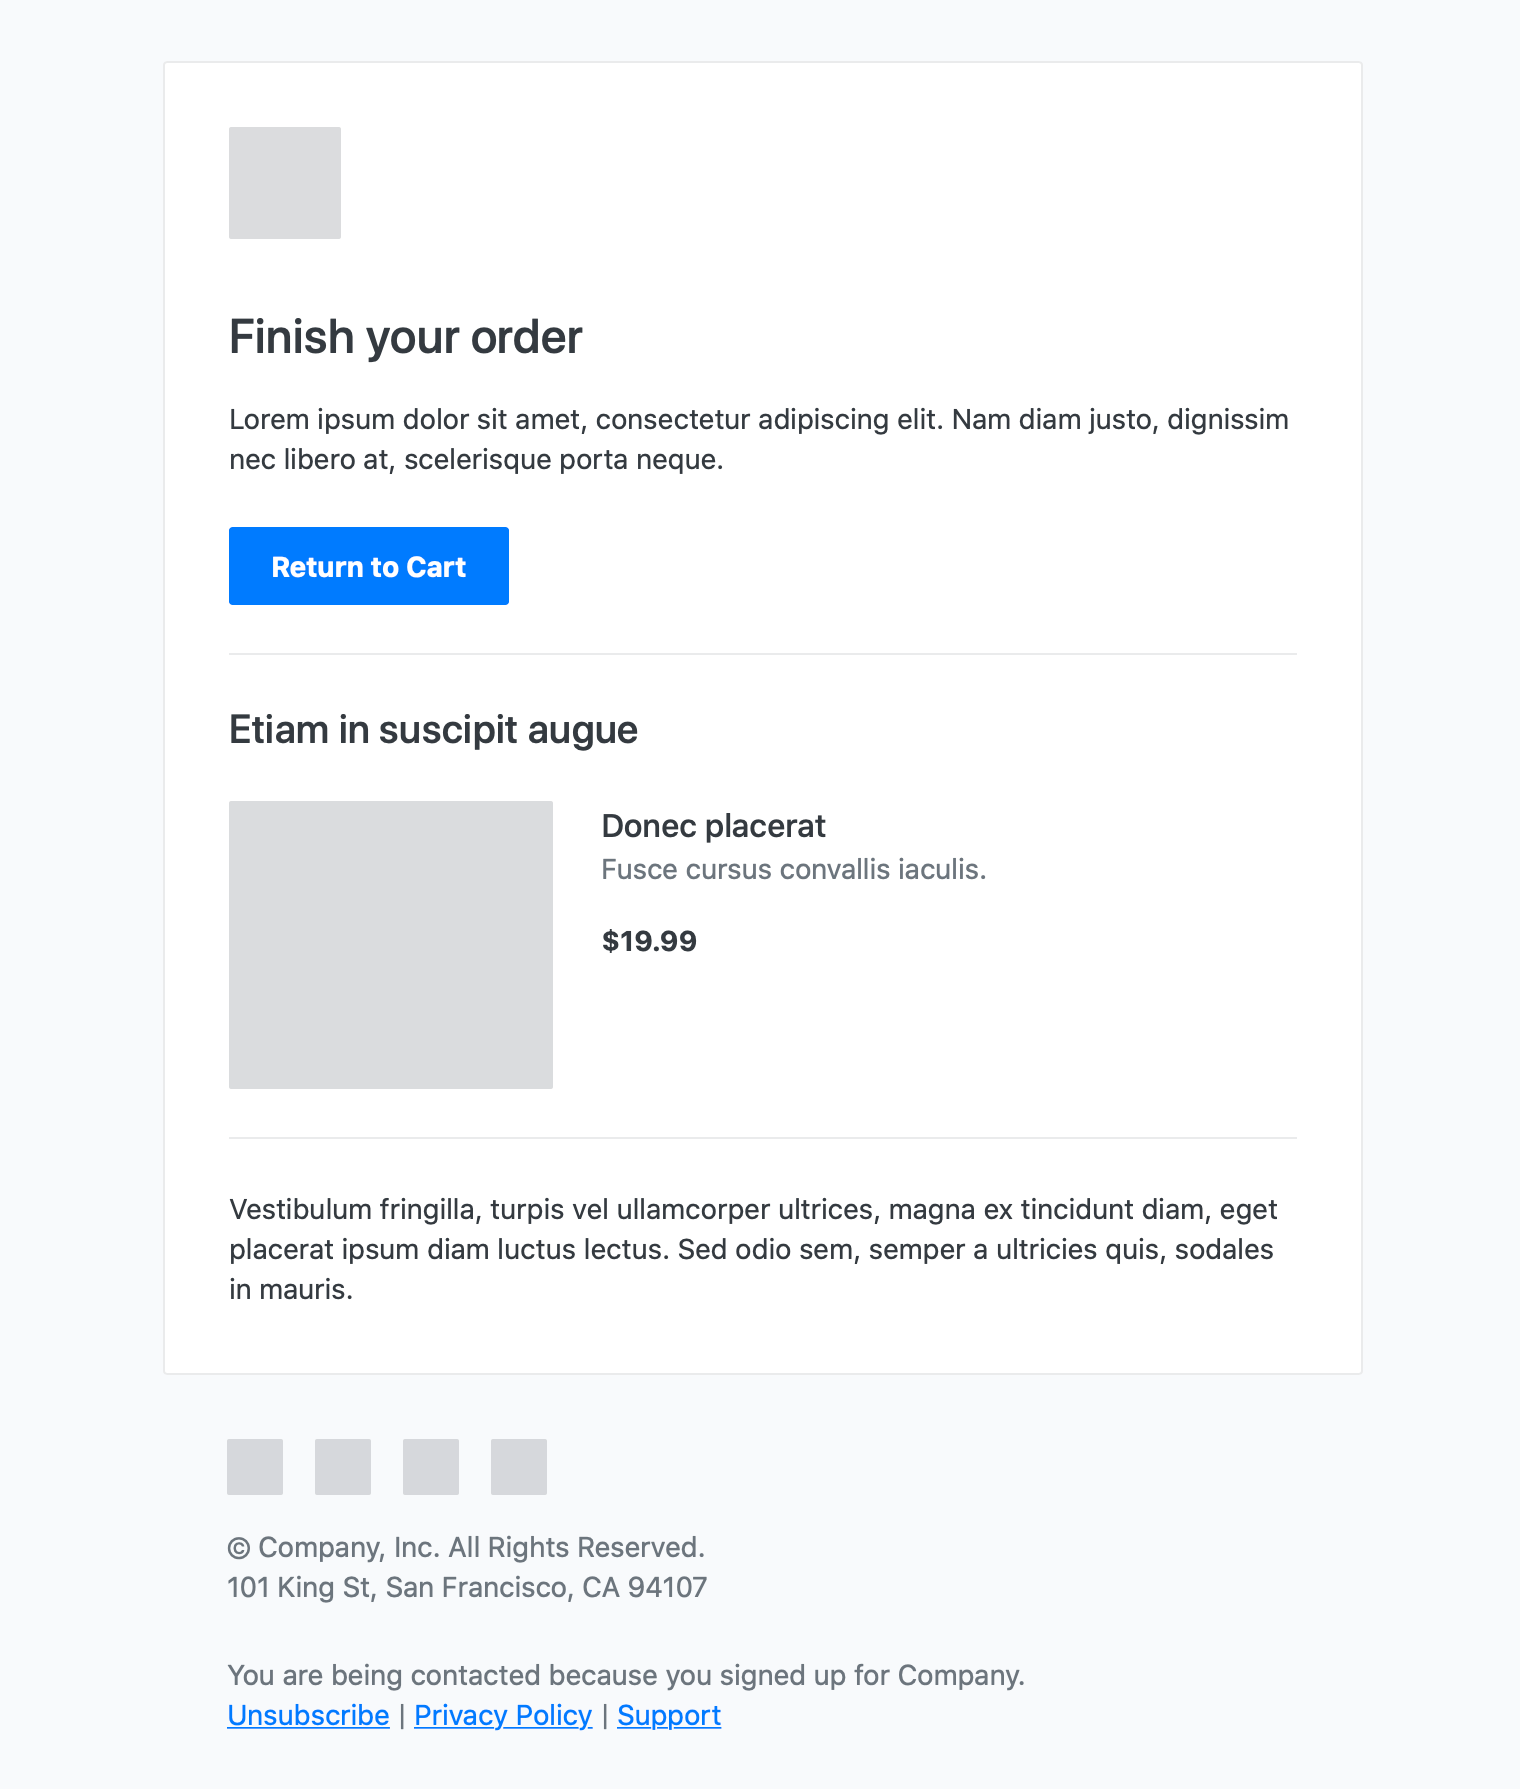 Finish your order
Lorem ipsum dolor sit amet, consectetur adipiscing elit. Nam diam justo, dignissim
nec libero at, scelerisque porta neque.
Return to Cart
Etiam in suscipit augue
Donec placerat
Fusce cursus convallis iaculis.
$19.99
Vestibulum fringilla, turpis vel ullamcorper ultrices, magna ex tincidunt diam, eget
placerat ipsum diam luctus lectus. Sed odio sem, semper a ultricies quis, sodales
in mauris.
© Company, Inc. All Rights Reserved.
101 King St, San Francisco, CA 94107
You are being contacted because you signed up for Company.
Unsubscribe | Privacy Policy | Support